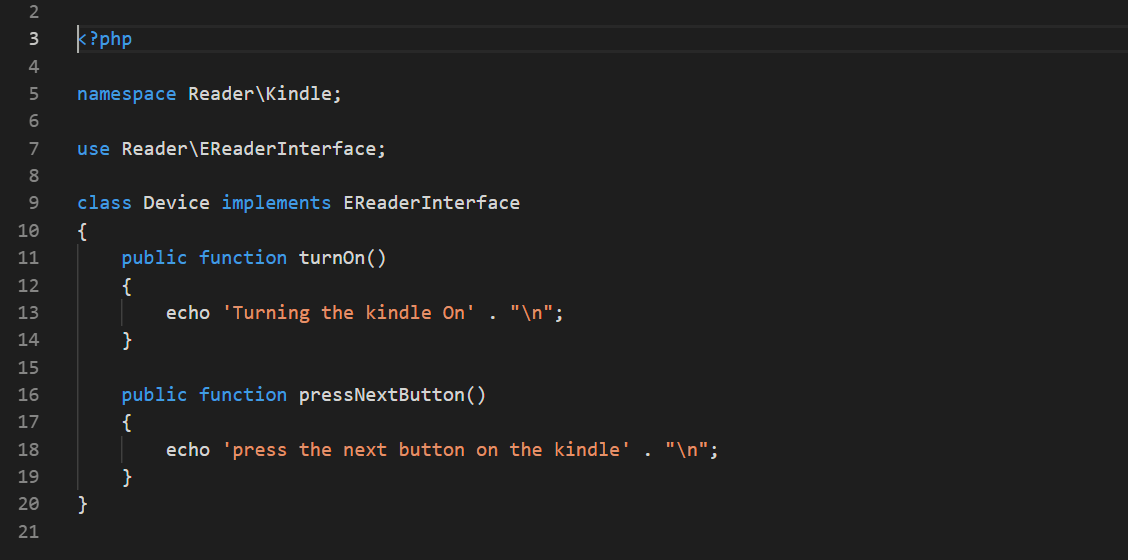 2
3 <?php
4
5 namespace Reader\Kindle;
6
7 use Reader\EReaderInterface;
8
9 class Device implements EReaderInterface
10 {
11     public function turnOn()
12     {
13         echo 'Turning the kindle On' . "\n";
14     }
15
16     public function pressNextButton()
17     {
18         echo 'press the next button on the kindle' . "\n";
19     }
20 }
21